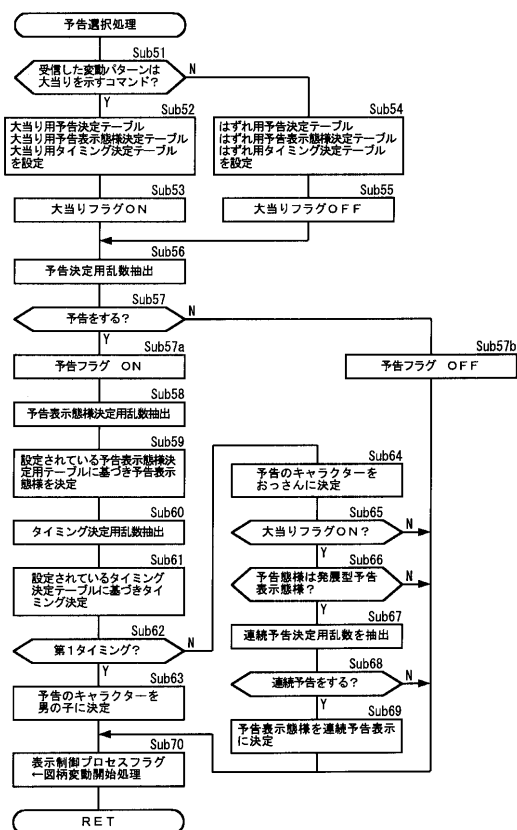 予告選択処理
Sub51
受信した変動パターンは
大当りを示すコマンド?
N
Y
Sub52
大当り用予告決定テーブル
大当り用予告表示態様決定テーブル
大当り用タイミング決定テーブル
を設定
Sub54
はずれ用予告決定テーブル
はずれ用予告表示態様決定テーブル
はずれ用タイミング決定テーブル
を設定
Sub53
大当りフラグON
Sub55
大当りフラグOFF
Sub56
予告決定用乱数抽出
Sub57
予告をする?
N
Y
Sub57a
予告フラグ ON
Sub57b
予告フラグ OFF
Sub58
予告表示態様決定用乱数抽出
Sub59
設定されている予告表示態様決
定用テーブルに基づき予告表示
態様を決定
Sub60
タイミング決定用乱数抽出
Sub61
設定されているタイミング
決定テーブルに基づきタイ
ミング決定
Sub62
第1タイミング?
N
Y
Sub63
予告のキャラクターを
男の子に決定
Sub64
予告のキャラクターを
おっさんに決定
Sub65
大当りフラグON?
N
Y
Sub66
予告態様は発展型予告
表示態様?
N
Y
Sub67
連続予告決定用乱数を抽出
Sub68
連続予告をする?
N
Y
Sub69
予告表示態様を連続予告表示
に決定
Sub70
表示制御プロセスフラグ
←図柄変動開始処理
RET